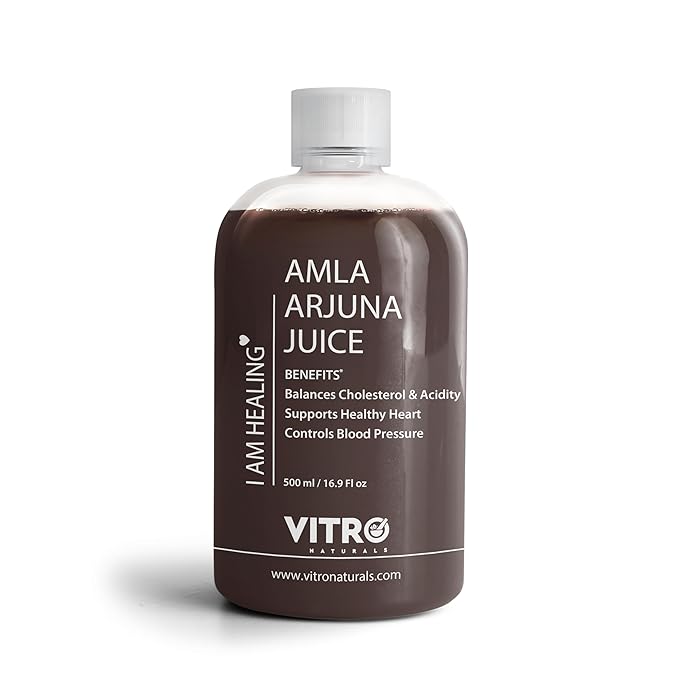 AMLA
ARJUNA
JUICE
BENEFITS*
Balances Cholesterol & Acidity
Supports Healthy Heart
Controls Blood Pressure
I AM HEALING
500 ml / 16.9 Fl oz
VITRO
NATURALS
www.vitronaturals.com